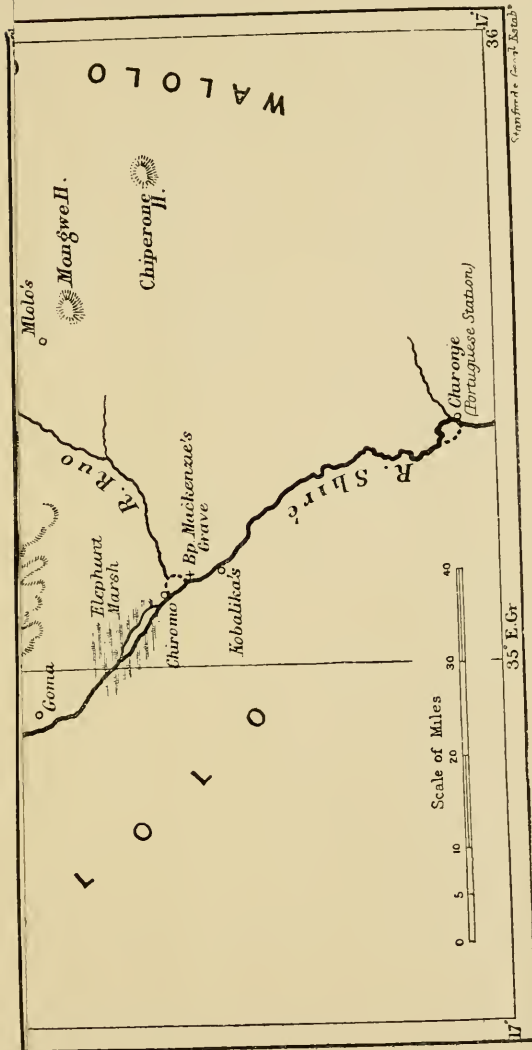 Goma
Elephant
Marsh
R. Ruo
Mlolo's
Mongwe H.
Chiperone
H.
WALOLO
LOLO
Chiromo
Bp. Mackenzie's
Grave
Kobalika's
R. Shiré
Chironje
(Portuguese Station)
Scale of Miles
0 5 10 20 30 40
17°
35° E. Gr
36
17°